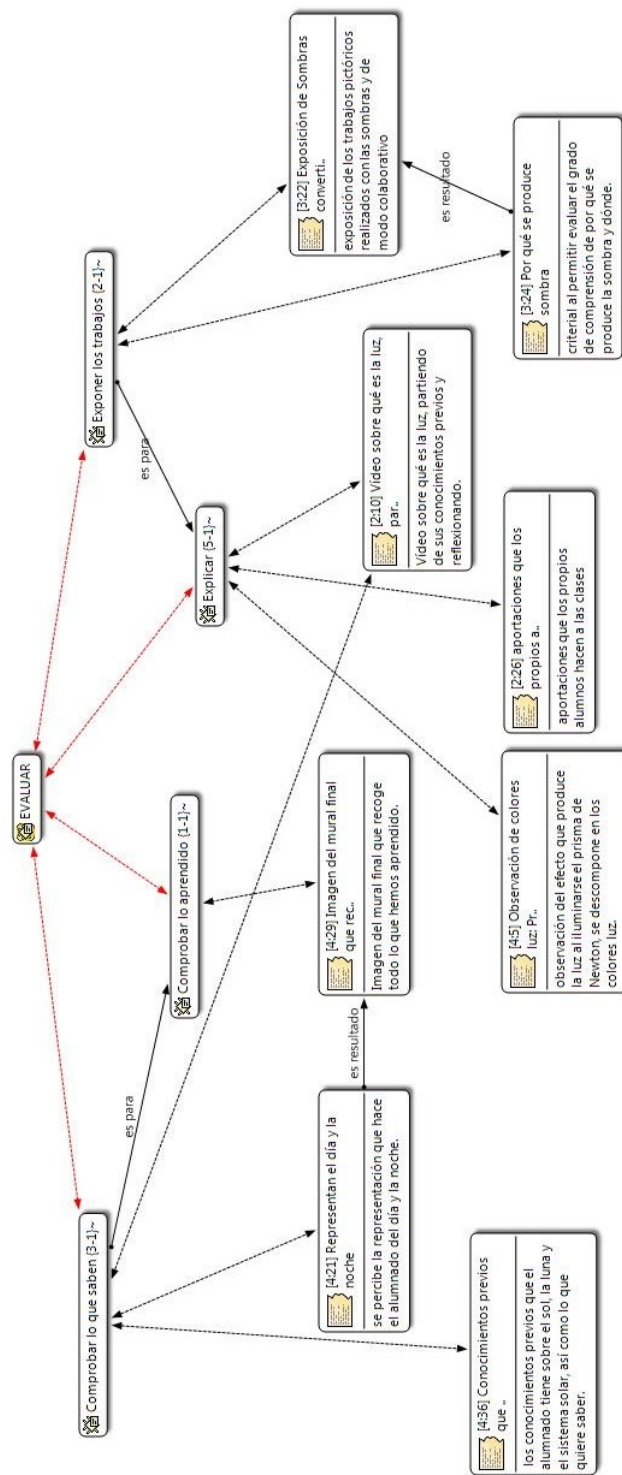 EVALUAR
Comprobar lo que saben {3-1}~
es para
Comprobar lo aprendido {1-1}~
Explicar {5-1}~
es para
Exponer los trabajos {2-1}~
[4:36] Conocimientos previos
que ..
los conocimientos previos que el
alumnado tiene sobre el sol, la luna y
el sistema solar, así como lo que
quiere saber.
[4:21] Representan el día y la
noche
se percibe la representación que hace
el alumnado del día y la noche.
es resultado
[4:29] Imagen del mural final
que rec..
Imagen del mural final que recoge
todo lo que hemos aprendido.
[4:5] Observación de colores
luz: Pr..
observación del efecto que produce
la luz al iluminarse el prisma de
Newton, se descompone en los
colores luz.
[2:26] aportaciones que los
propios a..
aportaciones que los propios
alumnos hacen a las clases
[2:10] Vídeo sobre qué es la luz,
par..
Vídeo sobre qué es la luz, partiendo
de sus conocimientos previos y
reflexionando.
[3:22] Exposición de Sombras
converti..
exposición de los trabajos pictóricos
realizados con las sombras y de
modo colaborativo
es resultado
[3:24] Por qué se produce
sombra
criterial al permitir evaluar el grado
de comprensión de por qué se
produce la sombra y dónde.